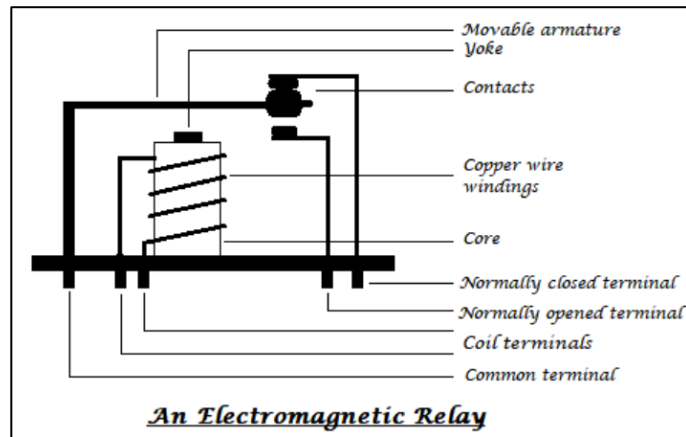 Movable armature
Yoke
Contacts
Copper wire
windings
Core
Normally closed terminal
Normally opened terminal
Coil terminals
Common terminal
An Electromagnetic Relay